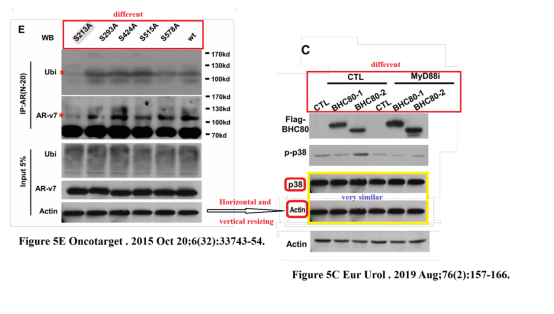 different
E
WB
S213A
S293A
S424A
S515A
S578A
wt
IP:AR(N-20)
Ubi
170kd
130kd
100kd
AR-v7
170kd
130kd
100kd
70kd
Input 5%
Ubi
AR-v7
Actin
Horizontal and
vertical resizing
Figure 5E Oncotarget . 2015 Oct 20;6(32):33743-54.
C
different
CTL
MyD88i
CTL
BHC80-1
BHC80-2
CTL
BHC80-1
BHC80-2
Flag-
BHC80
p-p38
p38
very similar
Actin
Actin
Figure 5C Eur Urol . 2019 Aug;76(2):157-166.